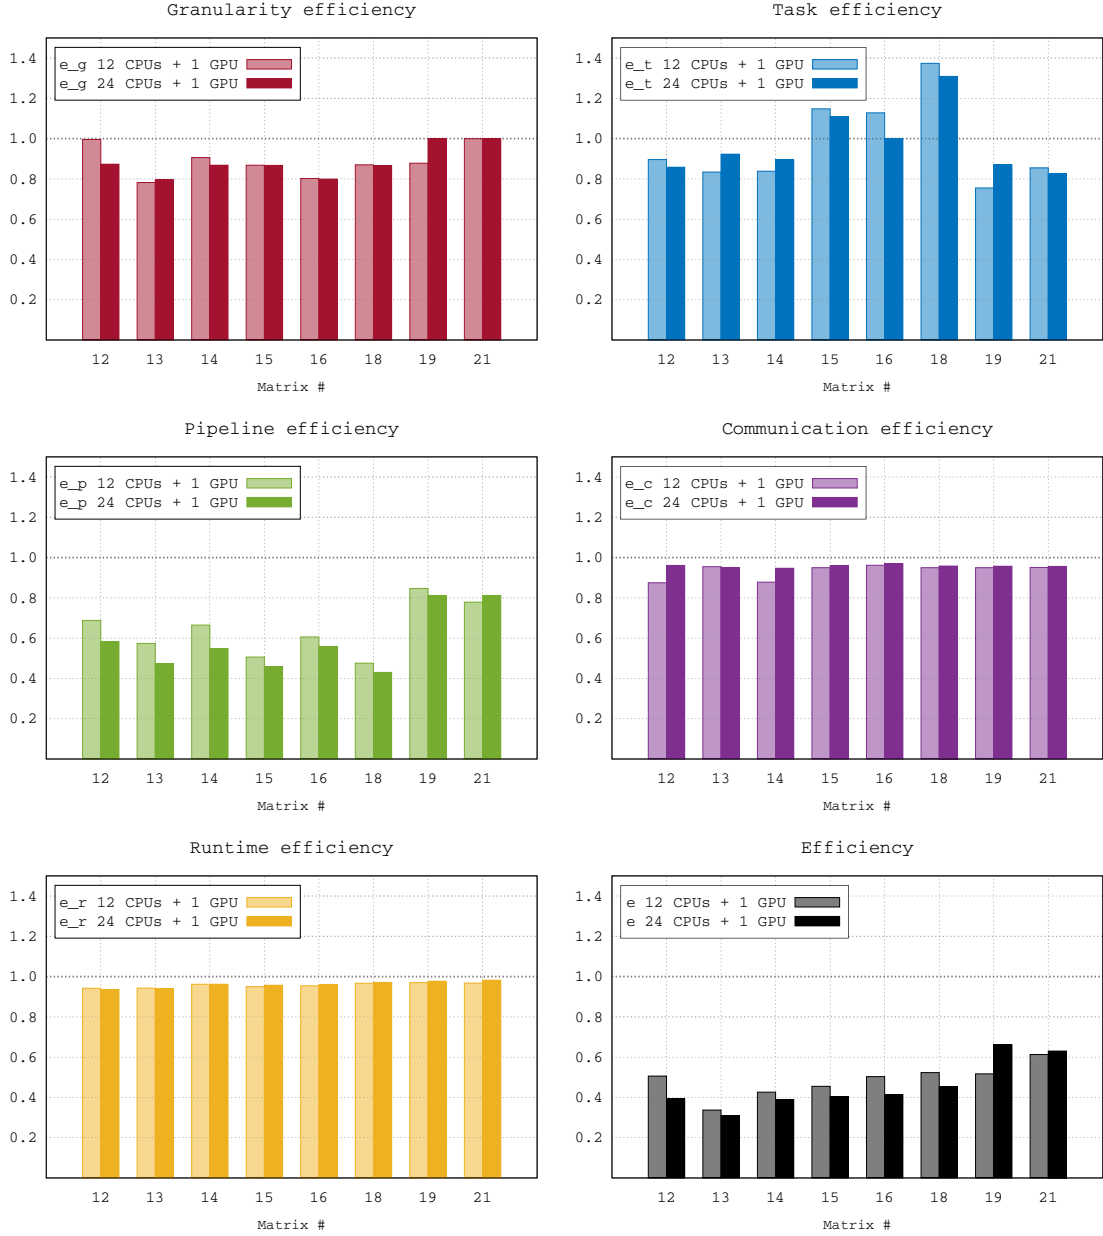 Granularity efficiency
e_g 12 CPUs + 1 GPU
e_g 24 CPUs + 1 GPU
1.4
1.2
1.0
0.8
0.6
0.4
0.2
12 13 14 15 16 18 19 21
Matrix #
Task efficiency
e_t 12 CPUs + 1 GPU
e_t 24 CPUs + 1 GPU
1.4
1.2
1.0
0.8
0.6
0.4
0.2
12 13 14 15 16 18 19 21
Matrix #
Pipeline efficiency
e_p 12 CPUs + 1 GPU
e_p 24 CPUs + 1 GPU
1.4
1.2
1.0
0.8
0.6
0.4
0.2
12 13 14 15 16 18 19 21
Matrix #
Communication efficiency
e_c 12 CPUs + 1 GPU
e_c 24 CPUs + 1 GPU
1.4
1.2
1.0
0.8
0.6
0.4
0.2
12 13 14 15 16 18 19 21
Matrix #
Runtime efficiency
e_r 12 CPUs + 1 GPU
e_r 24 CPUs + 1 GPU
1.4
1.2
1.0
0.8
0.6
0.4
0.2
12 13 14 15 16 18 19 21
Matrix #
Efficiency
e 12 CPUs + 1 GPU
e 24 CPUs + 1 GPU
1.4
1.2
1.0
0.8
0.6
0.4
0.2
12 13 14 15 16 18 19 21
Matrix #